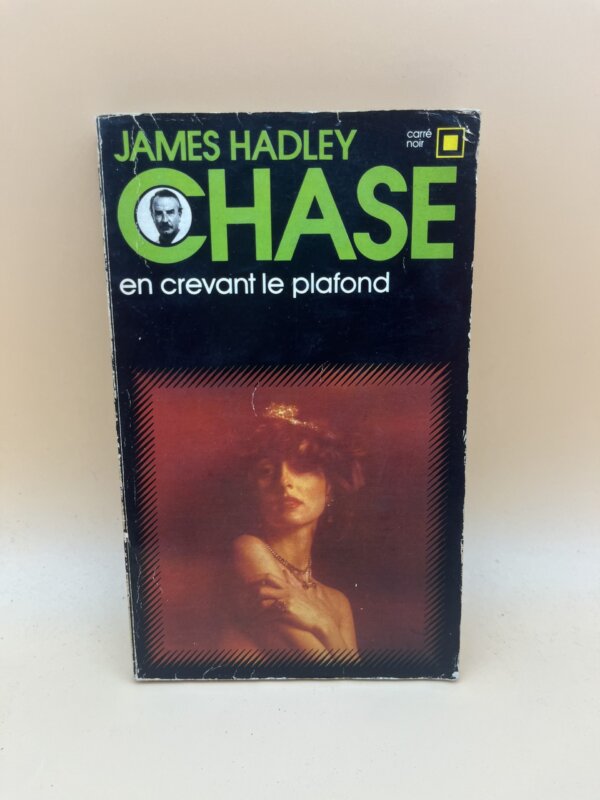 JAMES HADLEY
carré
noir
CHASE
en crevant le plafond